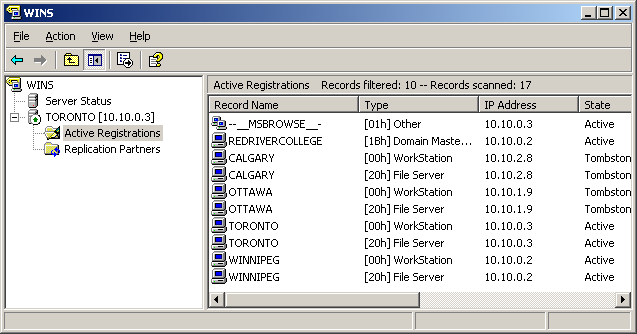 WINS
File Action View Help
WINS
Server Status
TORONTO [10.10.0.3]
Active Registrations
Replication Partners
Active Registrations Records filtered: 10 -- Records scanned: 17
Record Name Type IP Address State
--__MSBROWSE__- [01h] Other 10.10.0.3 Active
REDRIVERCOLLEGE [1Bh] Domain Maste... 10.10.0.2 Active
CALGARY [00h] WorkStation 10.10.2.8 Tombston
CALGARY [20h] File Server 10.10.2.8 Tombston
OTTAWA [00h] WorkStation 10.10.1.9 Tombston
OTTAWA [20h] File Server 10.10.1.9 Tombston
TORONTO [00h] WorkStation 10.10.0.3 Active
TORONTO [20h] File Server 10.10.0.3 Active
WINNIPEG [00h] WorkStation 10.10.0.2 Active
WINNIPEG [20h] File Server 10.10.0.2 Active